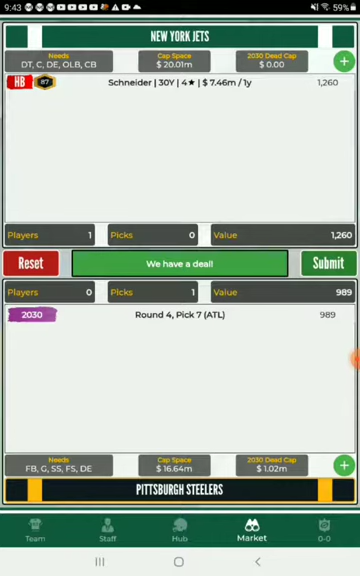 9:43
59%
NEW YORK JETS
Needs
DT, C, DE, OLB, CB
Cap Space
$ 20.01m
2030 Dead Cap
$ 0.00
+
HB 87 Schneider | 30Y | 4★ | $ 7.46m / 1y 1,260
Players 1 Picks 0 Value 1,260
Reset We have a deal! Submit
Players 0 Picks 1 Value 989
2030 Round 4, Pick 7 (ATL) 989
Needs
FB, G, SS, FS, DE
Cap Space
$ 16.64m
2030 Dead Cap
$ 1.02m
+
PITTSBURGH STEELERS
Team Staff Hub Market 0-0